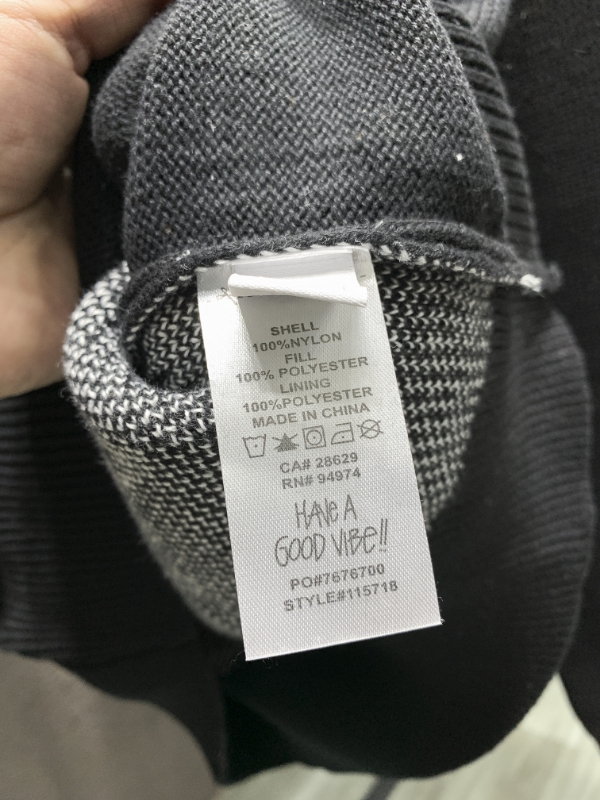 SHELL
100%NYLON
FILL
100% POLYESTER
LINING
100%POLYESTER
MADE IN CHINA
CA# 28629
RN# 94974
HAVE A
GOOD VIBE!!
PO#7676700
STYLE#115718